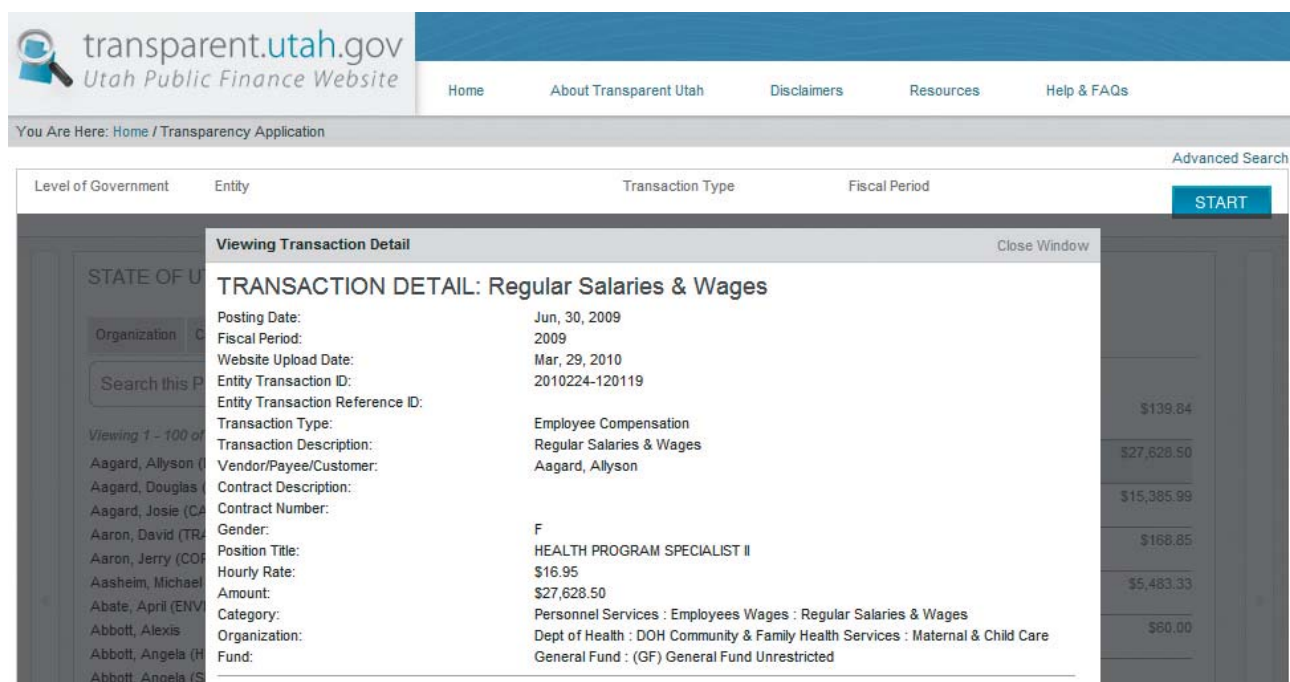 transparent.utah.gov
Utah Public Finance Website
Home About Transparent Utah Disclaimers Resources Help & FAQs
You Are Here: Home / Transparency Application
Advanced Search
Level of Government Entity Transaction Type Fiscal Period
START
Viewing Transaction Detail Close Window
STATE OF U
TRANSACTION DETAIL: Regular Salaries & Wages
Posting Date: Jun, 30, 2009
Organization C
Fiscal Period: 2009
Website Upload Date: Mar, 29, 2010
Search this P
Entity Transaction ID: 2010224-120119
Entity Transaction Reference ID:
$139.84
Transaction Type: Employee Compensation
Viewing 1 - 100 of
Transaction Description: Regular Salaries & Wages
$27,628.50
Aagard, Allyson (
Vendor/Payee/Customer: Aagard, Allyson
Aagard, Douglas (
Contract Description:
$15,385.99
Aagard, Josie (CA
Contract Number:
Gender: F
Aaron, David (TRA
$168.85
Position Title: HEALTH PROGRAM SPECIALIST II
Aaron, Jerry (COR
Hourly Rate: $16.95
Aasheim, Michael
Amount: $27,628.50
$5,483.33
Abate, April (ENVI
Category: Personnel Services : Employees Wages : Regular Salaries & Wages
Abbott, Alexis
Organization: Dept of Health : DOH Community & Family Health Services : Maternal & Child Care
$60.00
Abbott, Angela (H
Fund: General Fund : (GF) General Fund Unrestricted
Abbott, Angela (S